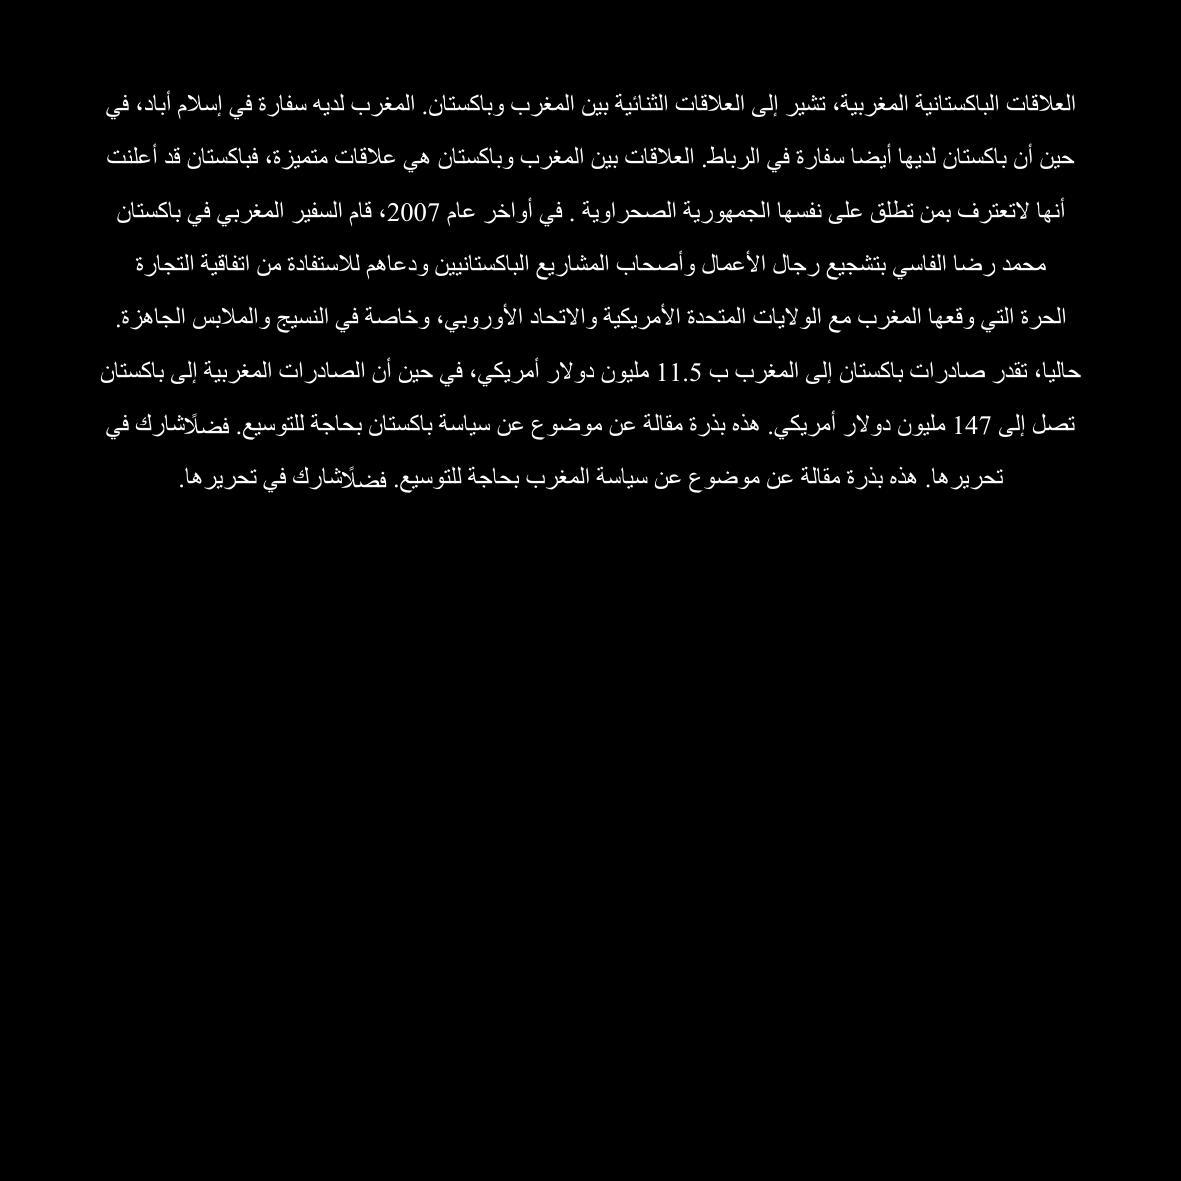 العلاقات الباكستانية المغربية، تشير إلى العلاقات الثنائية بين المغرب وباكستان. المغرب لديه سفارة في إسلام أباد، في
حين أن باكستان لديها أيضا سفارة في الرباط. العلاقات بين المغرب وباكستان هي علاقات متميزة، فباكستان قد أعلنت
أنها لاتعترف بمن تطلق على نفسها الجمهورية الصحراوية . في أواخر عام 2007، قام السفير المغربي في باكستان
محمد رضا الفاسي بتشجيع رجال الأعمال وأصحاب المشاريع الباكستانيين ودعاهم للاستفادة من اتفاقية التجارة
الحرة التي وقعها المغرب مع الولايات المتحدة الأمريكية والاتحاد الأوروبي، وخاصة في النسيج والملابس الجاهزة.
حاليا، تقدر صادرات باكستان إلى المغرب ب 11.5 مليون دولار أمريكي، في حين أن الصادرات المغربية إلى باكستان
تصل إلى 147 مليون دولار أمريكي. هذه بذرة مقالة عن موضوع عن سياسة باكستان بحاجة للتوسيع. فضلًاشارك في
تحريرها. هذه بذرة مقالة عن موضوع عن سياسة المغرب بحاجة للتوسيع. فضلًاشارك في تحريرها.